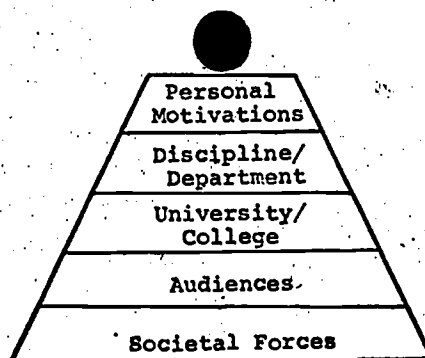 Personal
Motivations
Discipline/
Department
University/
College
Audiences
Societal Forces